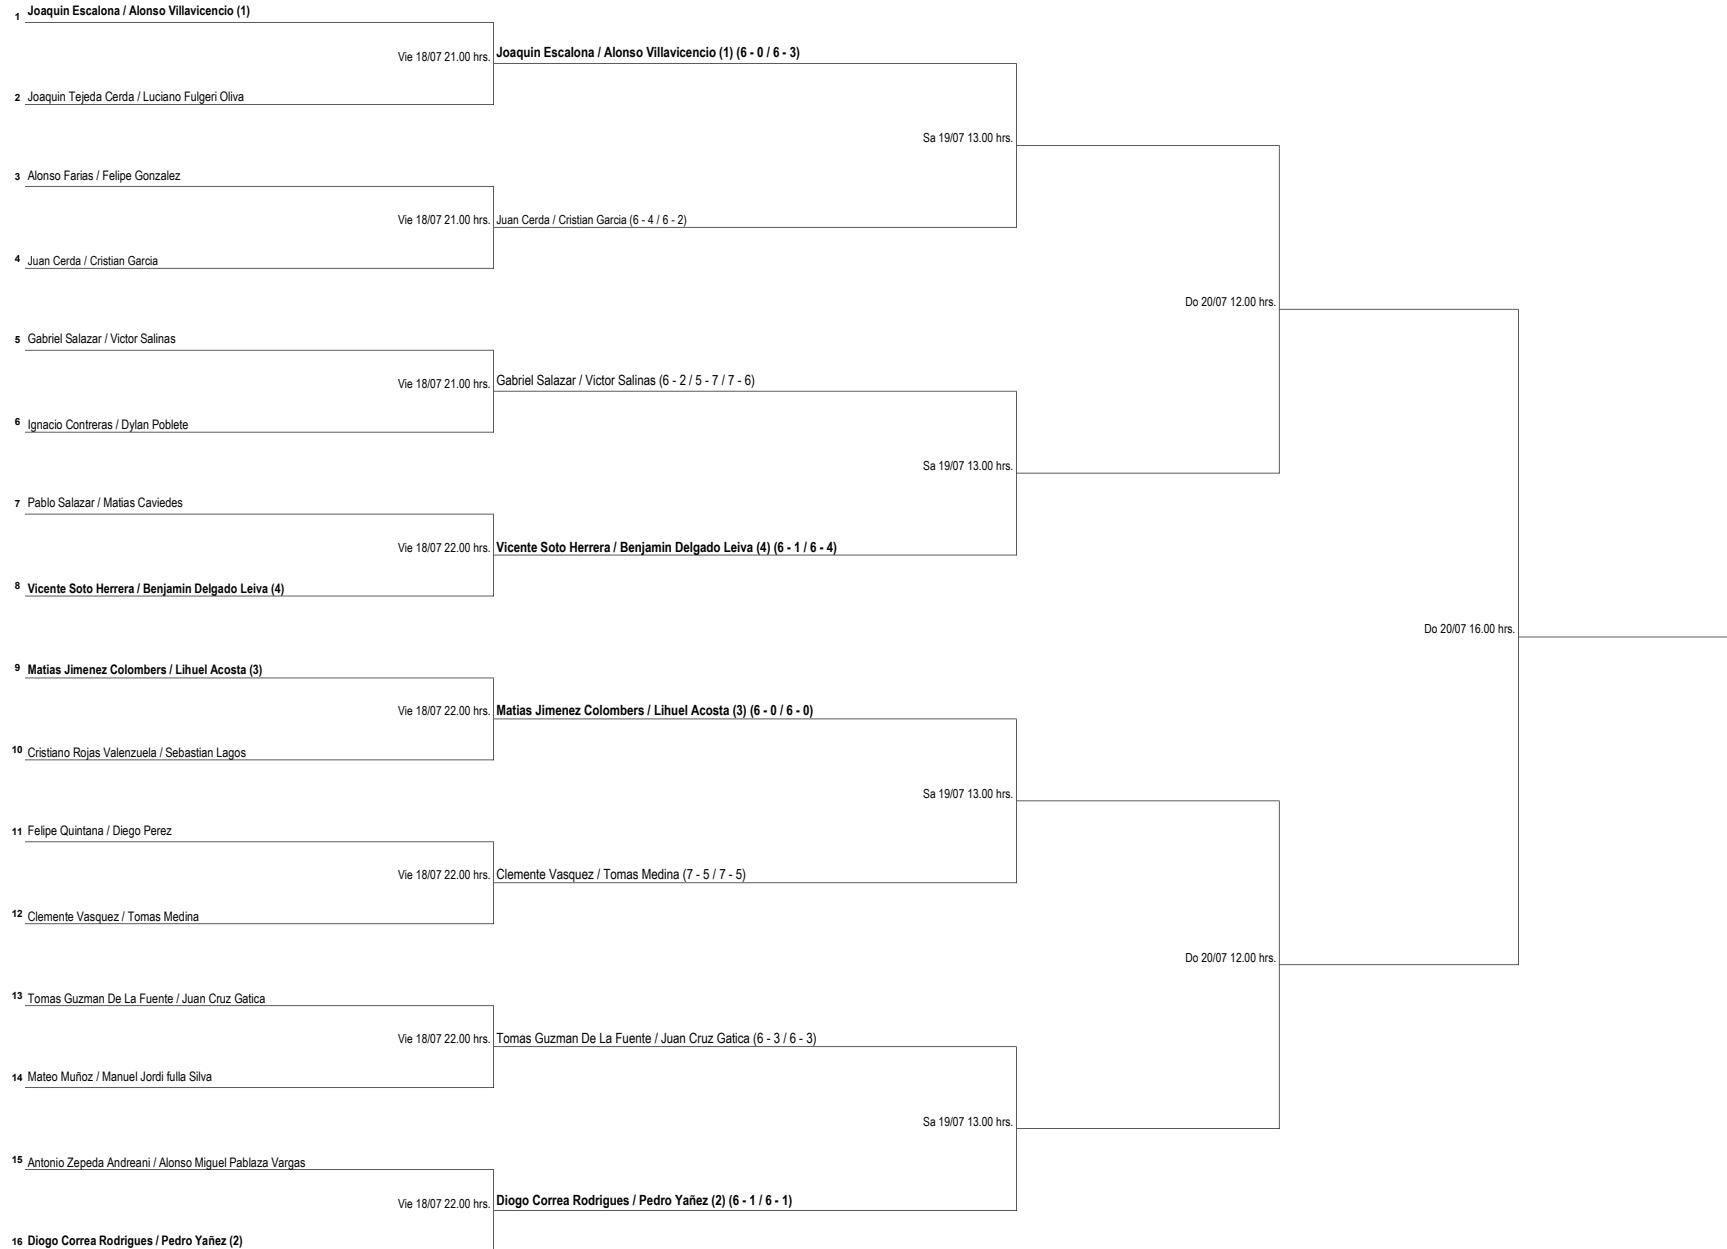 1 Joaquin Escalona / Alonso Villavicencio (1)
Vie 18/07 21.00 hrs. Joaquin Escalona / Alonso Villavicencio (1) (6 - 0 / 6 - 3)
2 Joaquin Tejeda Cerda / Luciano Fulgeri Oliva
Sa 19/07 13.00 hrs.
3 Alonso Farias / Felipe Gonzalez
Vie 18/07 21.00 hrs. Juan Cerda / Cristian Garcia (6 - 4 / 6 - 2)
4 Juan Cerda / Cristian Garcia
Do 20/07 12.00 hrs.
5 Gabriel Salazar / Victor Salinas
Vie 18/07 21.00 hrs. Gabriel Salazar / Victor Salinas (6 - 2 / 5 - 7 / 7 - 6)
6 Ignacio Contreras / Dylan Poblete
Sa 19/07 13.00 hrs.
7 Pablo Salazar / Matias Caviedes
Vie 18/07 22.00 hrs. Vicente Soto Herrera / Benjamin Delgado Leiva (4) (6 - 1 / 6 - 4)
8 Vicente Soto Herrera / Benjamin Delgado Leiva (4)
Do 20/07 16.00 hrs.
9 Matias Jimenez Colombers / Lihuel Acosta (3)
Vie 18/07 22.00 hrs. Matias Jimenez Colombers / Lihuel Acosta (3) (6 - 0 / 6 - 0)
10 Cristiano Rojas Valenzuela / Sebastian Lagos
Sa 19/07 13.00 hrs.
11 Felipe Quintana / Diego Perez
Vie 18/07 22.00 hrs. Clemente Vasquez / Tomas Medina (7 - 5 / 7 - 5)
12 Clemente Vasquez / Tomas Medina
Do 20/07 12.00 hrs.
13 Tomas Guzman De La Fuente / Juan Cruz Gatica
Vie 18/07 22.00 hrs. Tomas Guzman De La Fuente / Juan Cruz Gatica (6 - 3 / 6 - 3)
14 Mateo Muñoz / Manuel Jordi fulla Silva
Sa 19/07 13.00 hrs.
15 Antonio Zepeda Andreani / Alonso Miguel Pablaza Vargas
Vie 18/07 22.00 hrs. Diogo Correa Rodrigues / Pedro Yañez (2) (6 - 1 / 6 - 1)
16 Diogo Correa Rodrigues / Pedro Yañez (2)